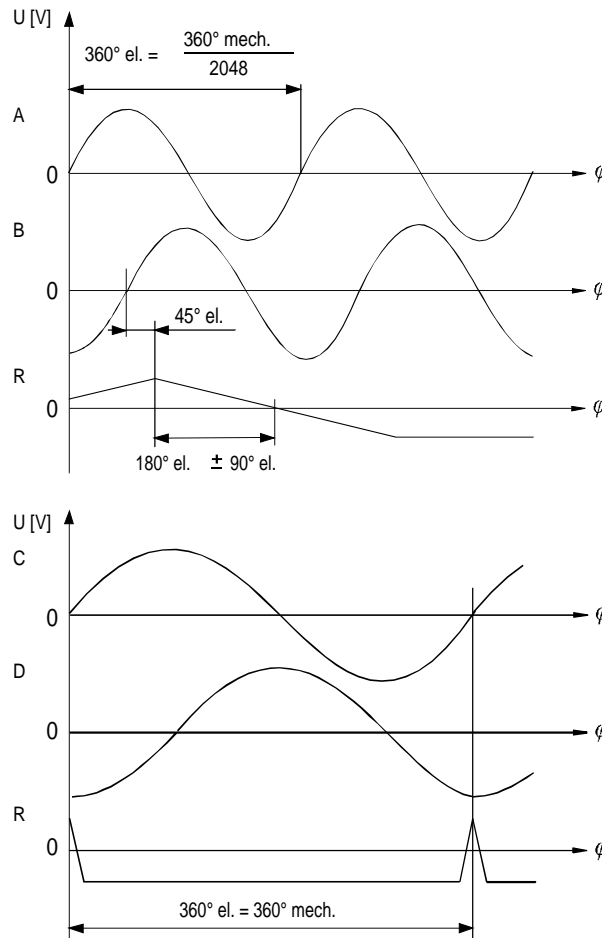 U [V]
360° el. = 360° mech.
2048
A
0 φ
B
0 φ
45° el.
R
0 φ
180° el. ± 90° el.
U [V]
C
0 φ
D
0 φ
R
0 φ
360° el. = 360° mech.